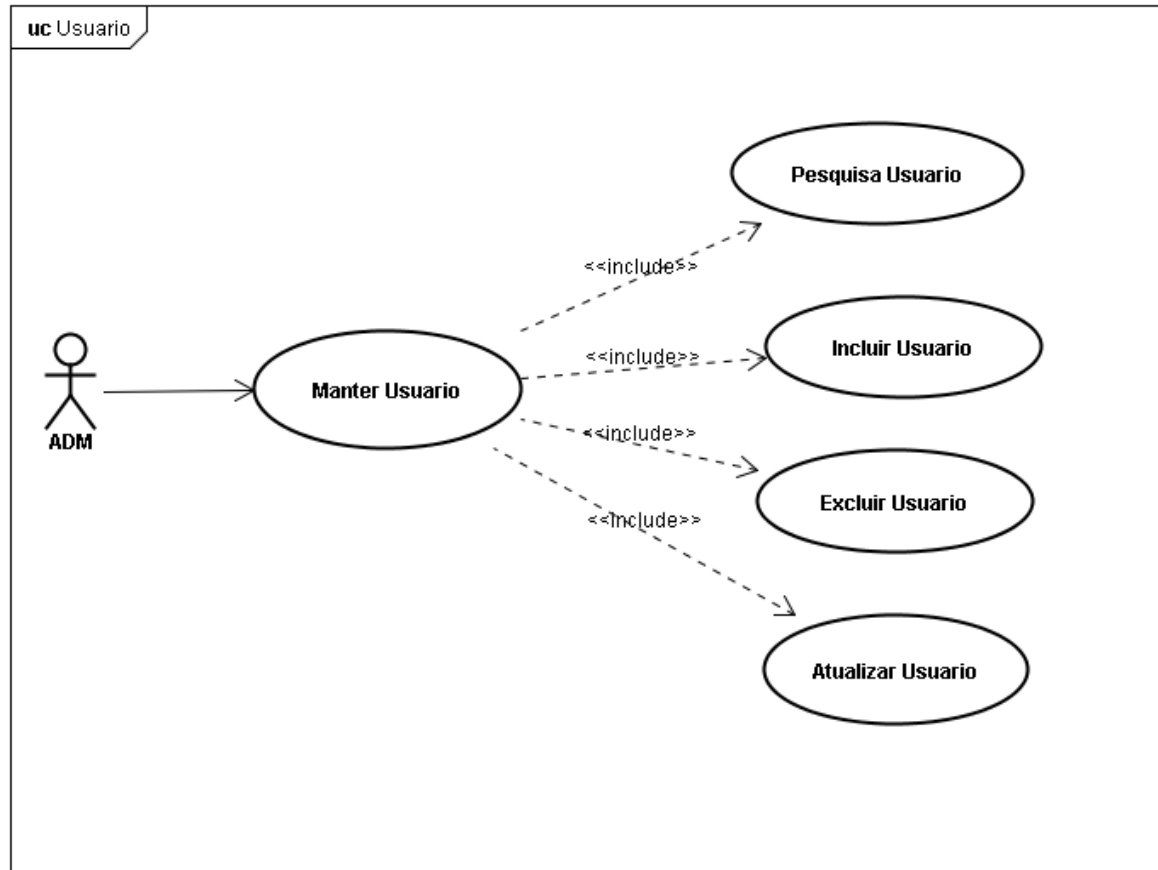 uc Usuario
Pesquisa Usuario
<<include>>
<<include>>
Incluir Usuario
Manter Usuario
ADM
<<include>>
Excluir Usuario
<<include>>
Atualizar Usuario